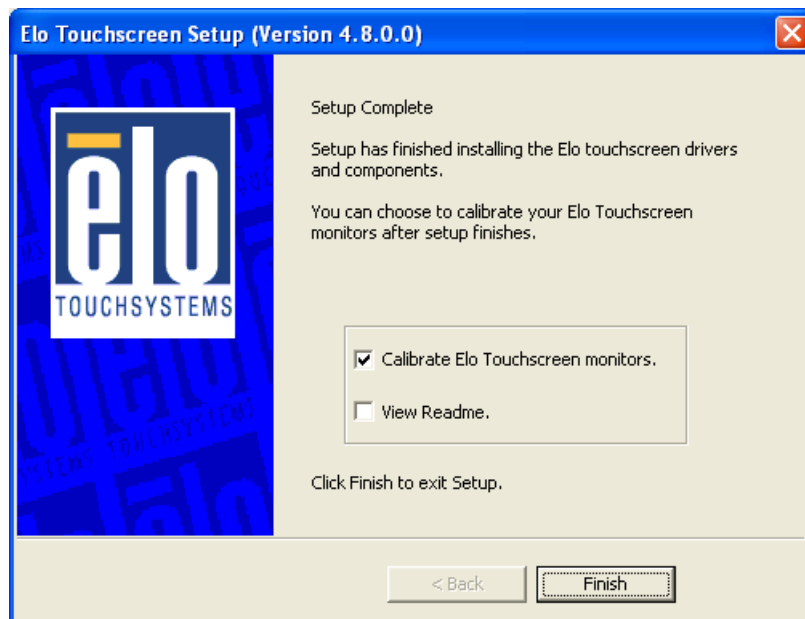 Elo Touchscreen Setup (Version 4.8.0.0)
elo
TOUCHSYSTEMS
Setup Complete
Setup has finished installing the Elo touchscreen drivers
and components.
You can choose to calibrate your Elo Touchscreen
monitors after setup finishes.
Calibrate Elo Touchscreen monitors.
View Readme.
Click Finish to exit Setup.
< Back
Finish